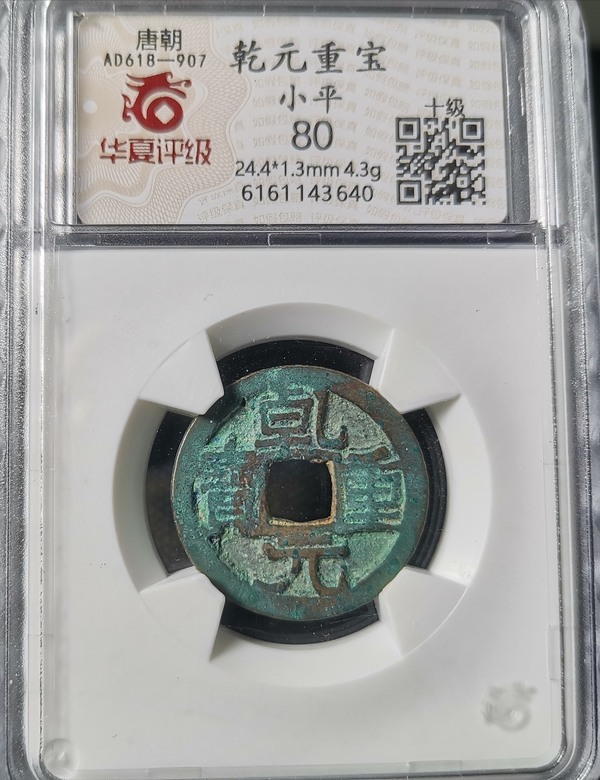 唐朝
AD618—907
华夏评级
乾元重宝
小平
80
24.4*1.3mm 4.3g
6161143640
十级
乾元重寶